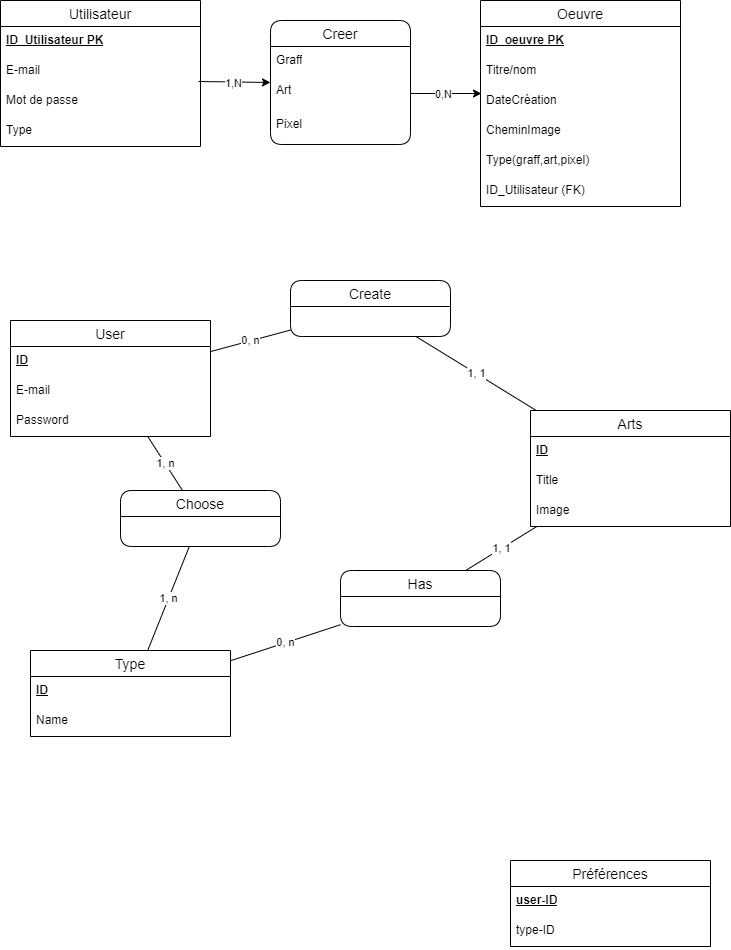 Utilisateur
ID_Utilisateur PK
E-mail
Mot de passe
Type
1,N
Creer
Graff
Art
Pixel
0,N
Oeuvre
ID_oeuvre PK
Titre/nom
DateCréation
CheminImage
Type(graff,art,pixel)
ID_Utilisateur (FK)
Create
User
ID
E-mail
Password
0, n
1, 1
Arts
ID
Title
Image
1, n
Choose
1, 1
Has
1, n
0, n
Type
ID
Name
Préférences
user-ID
type-ID